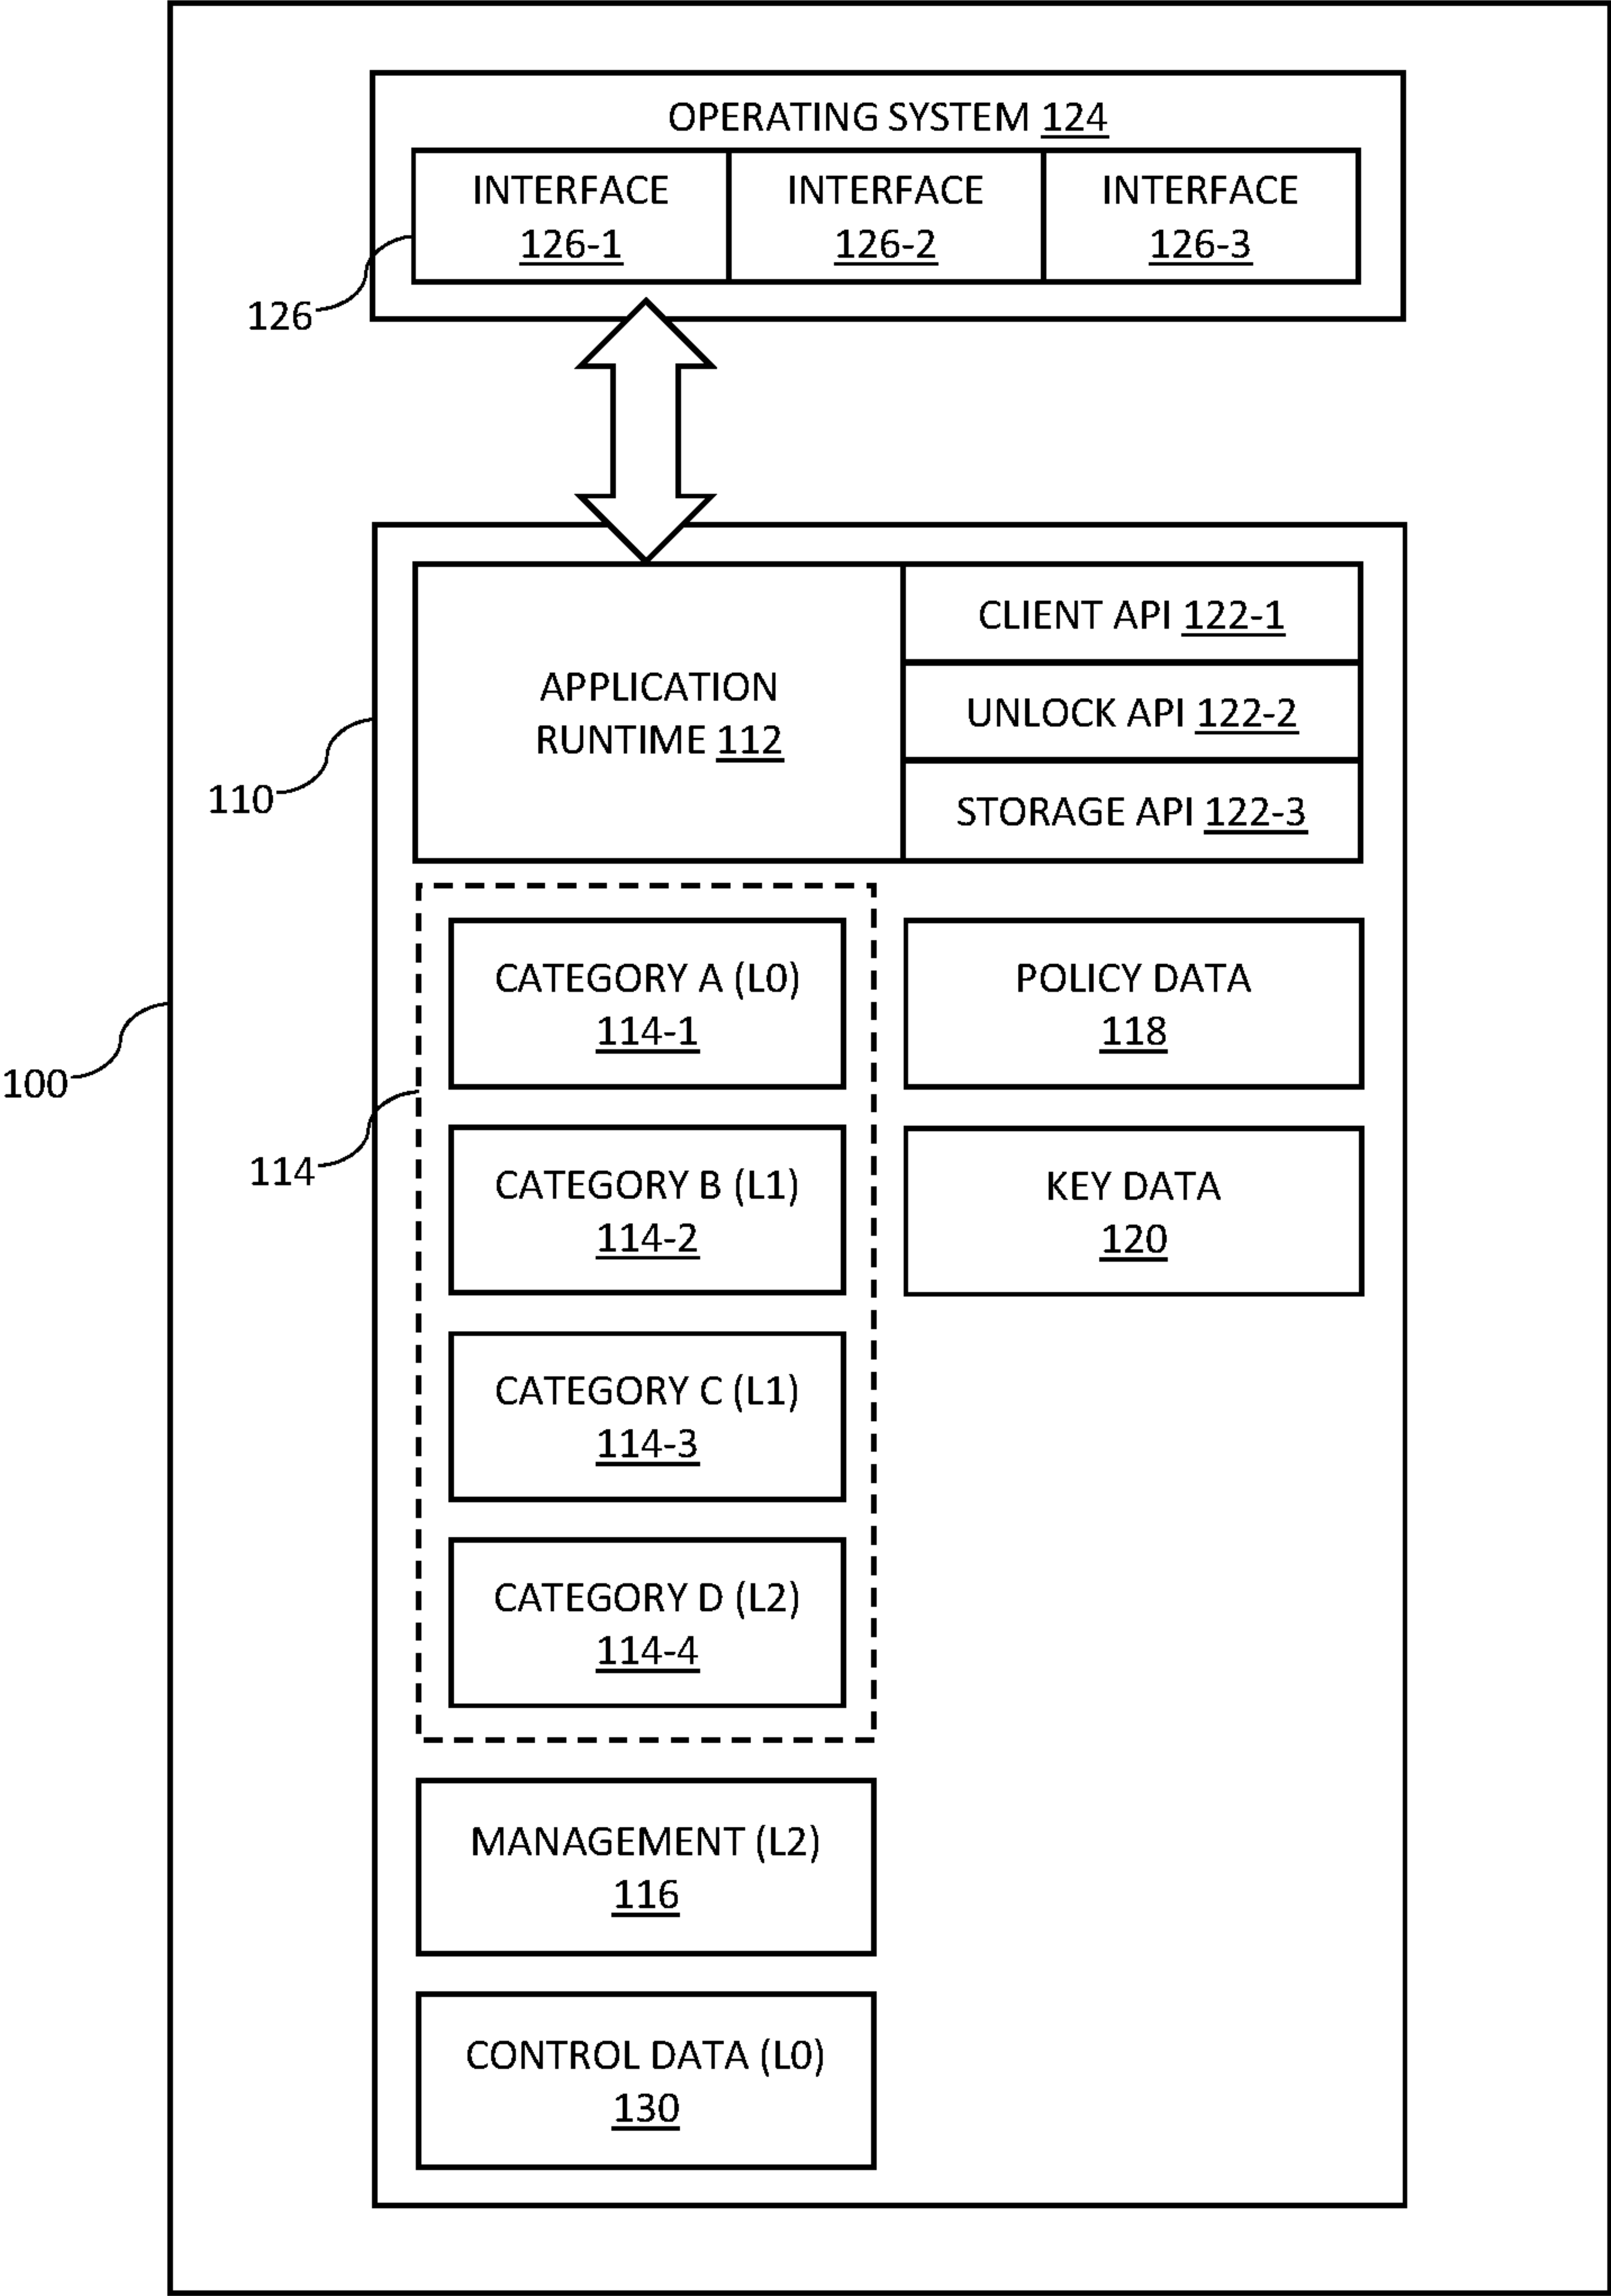 OPERATING SYSTEM 124
INTERFACE
126-1
INTERFACE
126-2
INTERFACE
126-3
126
APPLICATION
RUNTIME 112
CLIENT API 122-1
UNLOCK API 122-2
STORAGE API 122-3
110
CATEGORY A (L0)
114-1
POLICY DATA
118
100
114
CATEGORY B (L1)
114-2
KEY DATA
120
CATEGORY C (L1)
114-3
CATEGORY D (L2)
114-4
MANAGEMENT (L2)
116
CONTROL DATA (L0)
130